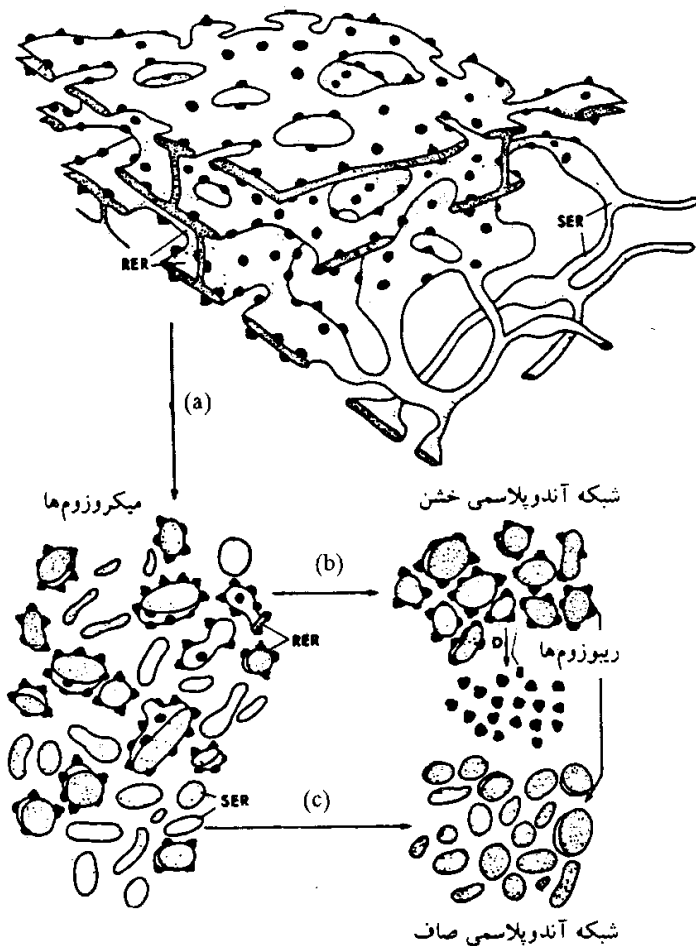 SER
RER
(a)
میکروزوم‌ها
شبکه آندوپلاسمی خشن
(b)
RER
D
ریبوزوم‌ها
SER
(c)
شبکه آندوپلاسمی صاف